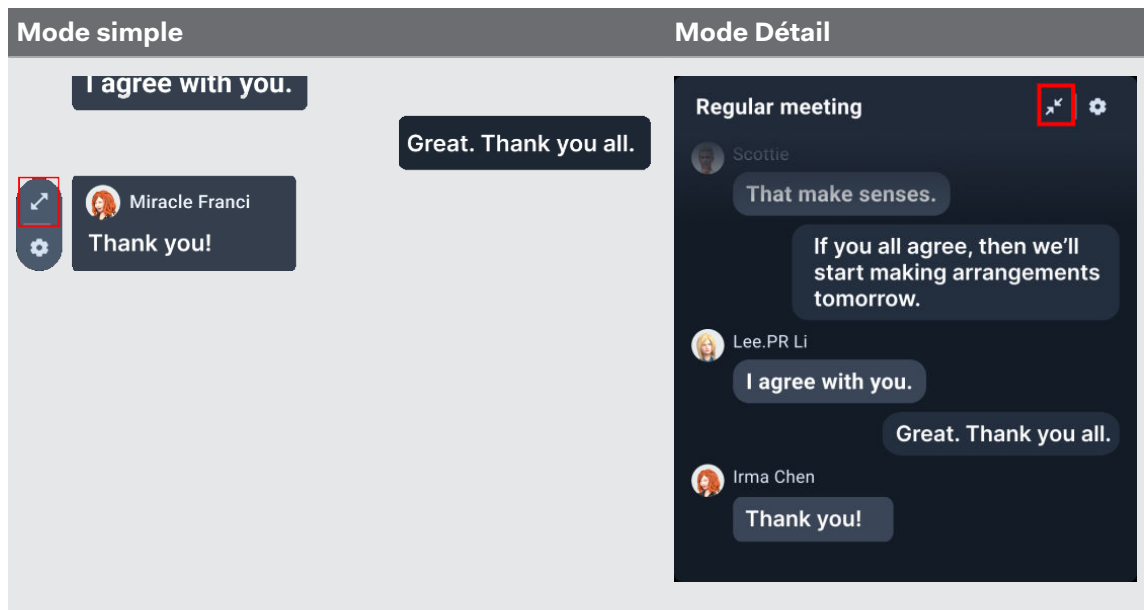 Mode simple
Mode Détail
I agree with you.
Great. Thank you all.
Miracle Franci
Thank you!
Regular meeting
Scottie
That make senses.
If you all agree, then we’ll
start making arrangements
tomorrow.
Lee.PR Li
I agree with you.
Great. Thank you all.
Irma Chen
Thank you!